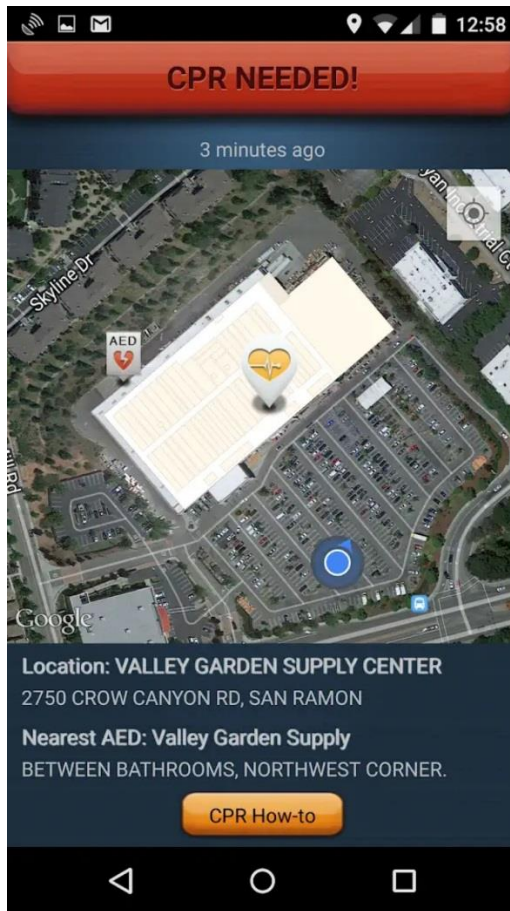 12:58
CPR NEEDED!
3 minutes ago
Skyline Dr
AED
Google
Location: VALLEY GARDEN SUPPLY CENTER
2750 CROW CANYON RD, SAN RAMON
Nearest AED: Valley Garden Supply
BETWEEN BATHROOMS, NORTHWEST CORNER.
CPR How-to